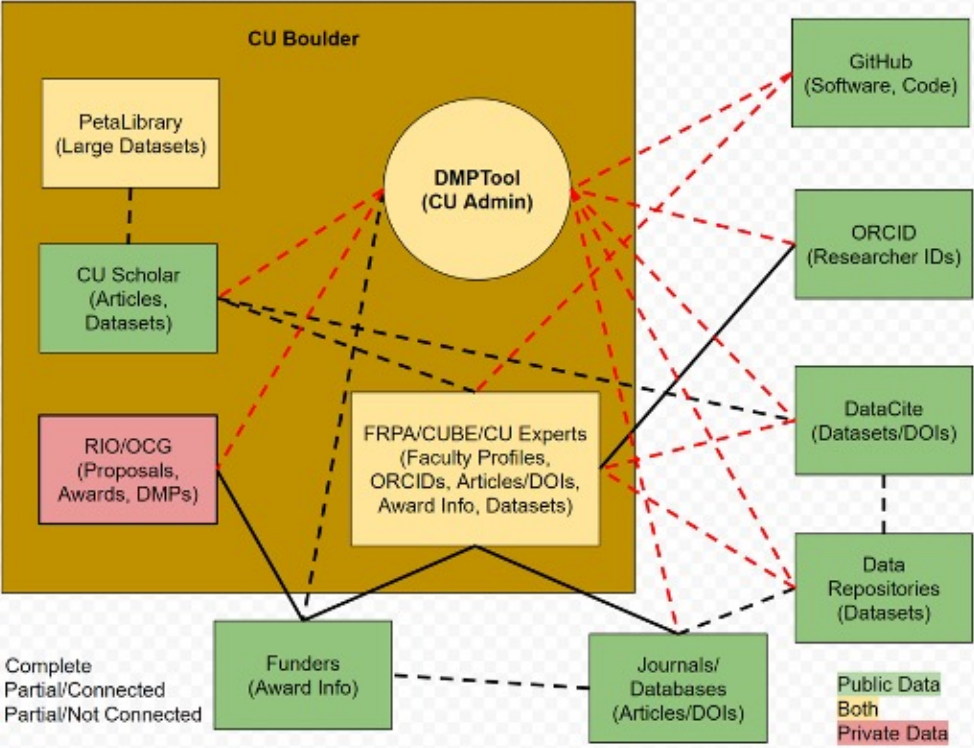 CU Boulder
PetaLibrary
(Large Datasets)
DMPTool
(CU Admin)
GitHub
(Software, Code)
CU Scholar
(Articles,
Datasets)
ORCID
(Researcher IDs)
RIO/OCG
(Proposals,
Awards, DMPs)
FRPA/CUBE/CU Experts
(Faculty Profiles,
ORCIDs, Articles/DOIs,
Award Info, Datasets)
DataCite
(Datasets/DOIs)
Data
Repositories
(Datasets)
Funders
(Award Info)
Journals/
Databases
(Articles/DOIs)
Complete
Partial/Connected
Partial/Not Connected
Public Data
Both
Private Data